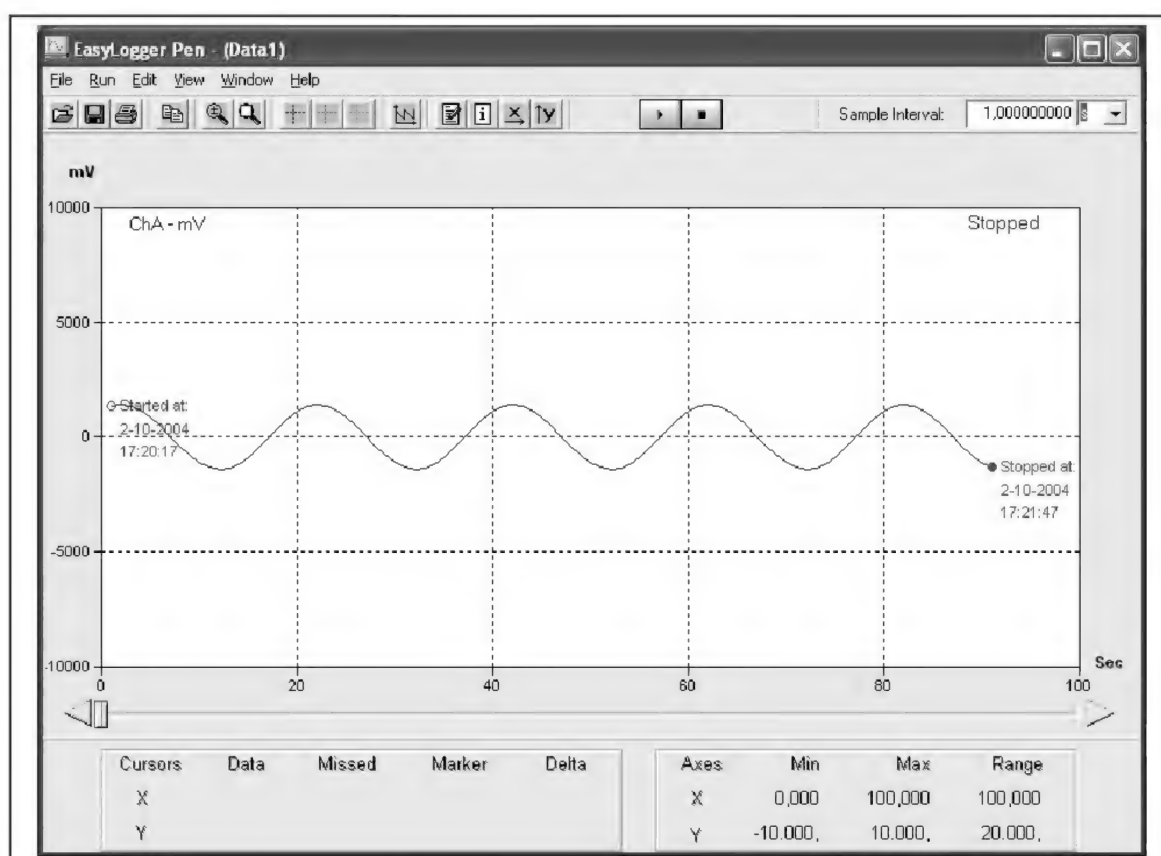 EasyLogger Pen - (Data1)
File Run Edit View Window Help
Sample Interval: 1,000000000 s
mV
10000
ChA - mV
Stopped
5000
Started at:
2-10-2004
17:20:17
0
Stopped at:
2-10-2004
17:21:47
-5000
-10000
Sec
0 20 40 60 80 100
Cursors Data Missed Marker Delta
X
Y
Axes Min Max Range
X 0,000 100,000 100,000
Y -10.000, 10.000, 20.000,